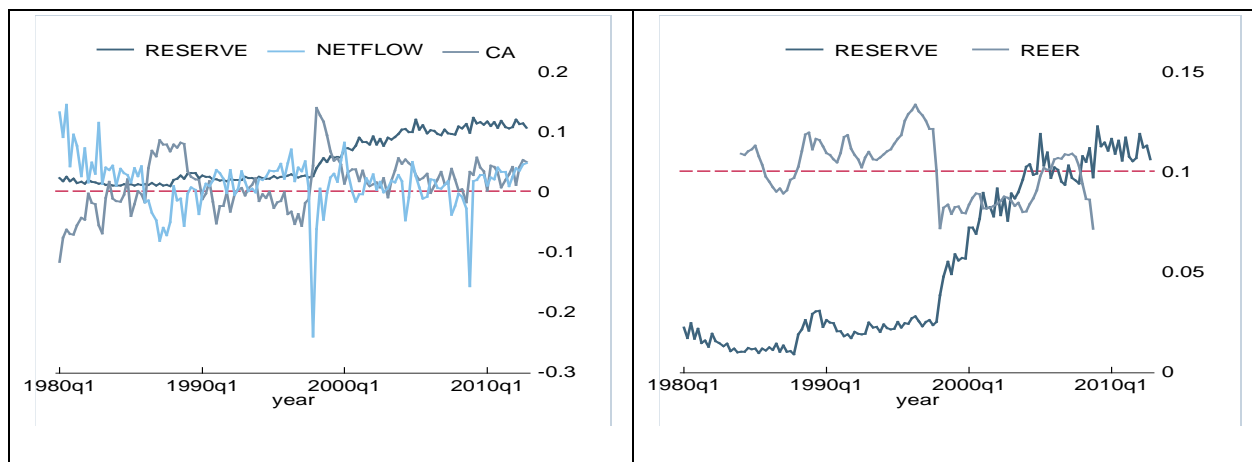 RESERVE NETFLOW CA
0.2
0.1
0
-0.1
-0.2
-0.3
1980q1 1990q1 2000q1 2010q1
year
RESERVE REER
0.15
0.1
0.05
0
1980q1 1990q1 2000q1 2010q1
year